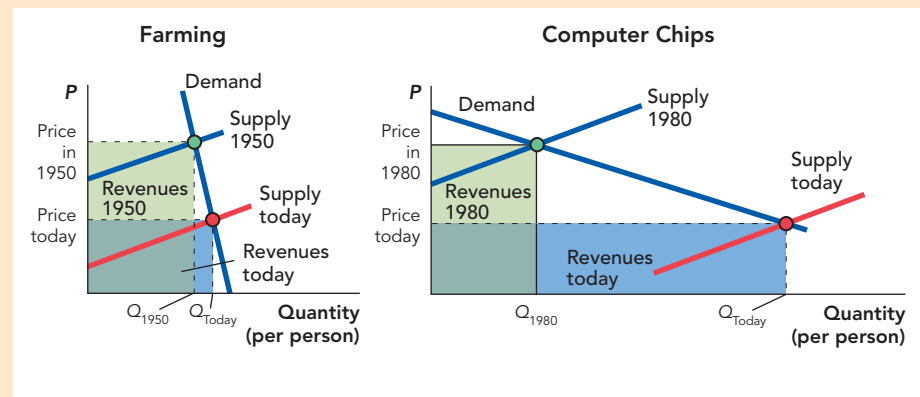 Farming
P
Demand
Supply
1950
Price
in
1950
Revenues
1950
Supply
today
Price
today
Revenues
today
Q1950
QToday
Quantity
(per person)
Computer Chips
P
Demand
Supply
1980
Price
in
1980
Supply
today
Revenues
1980
Price
today
Revenues
today
Q1980
QToday
Quantity
(per person)